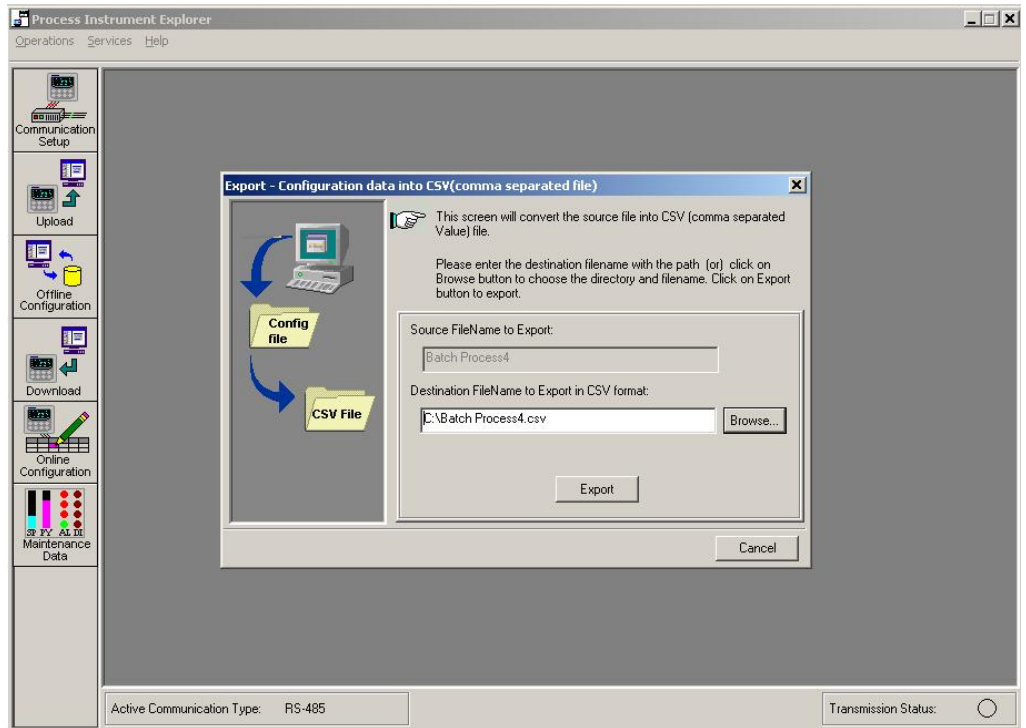 Process Instrument Explorer
Operations Services Help
Communication
Setup
Upload
Offline
Configuration
Download
Online
Configuration
SP PY AL DI
Maintenance
Data
Export - Configuration data into CSV(comma separated file)
This screen will convert the source file into CSV (comma separated
Value) file.
Please enter the destination filename with the path (or) click on
Browse button to choose the directory and filename. Click on Export
button to export.
Config
file
CSV File
Source FileName to Export:
Batch Process4
Destination FileName to Export in CSV format:
C:\Batch Process4.csv
Browse...
Export
Cancel
Active Communication Type: RS-485
Transmission Status: